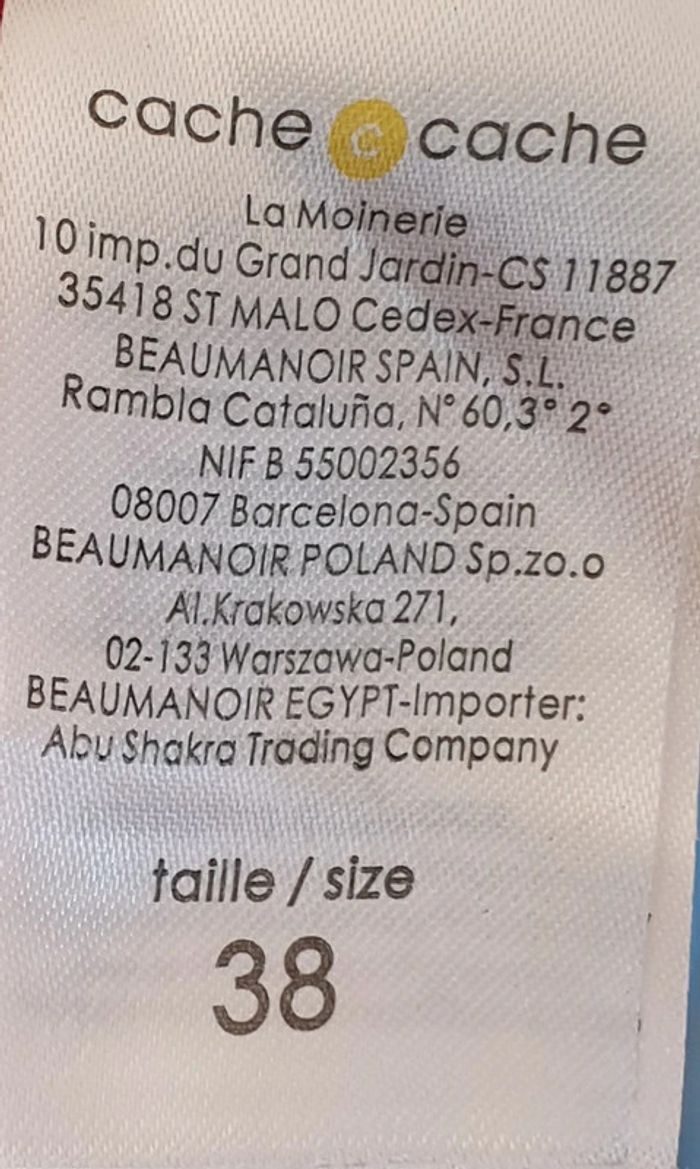 cache c cache
La Moinerie
10 imp.du Grand Jardin-CS 11887
35418 ST MALO Cedex-France
BEAUMANOIR SPAIN, S.L.
Rambla Cataluña, N° 60,3° 2°
NIF B 55002356
08007 Barcelona-Spain
BEAUMANOIR POLAND Sp.zo.o
Al.Krakowska 271,
02-133 Warszawa-Poland
BEAUMANOIR EGYPT-Importer:
Abu Shakra Trading Company
taille / size
38